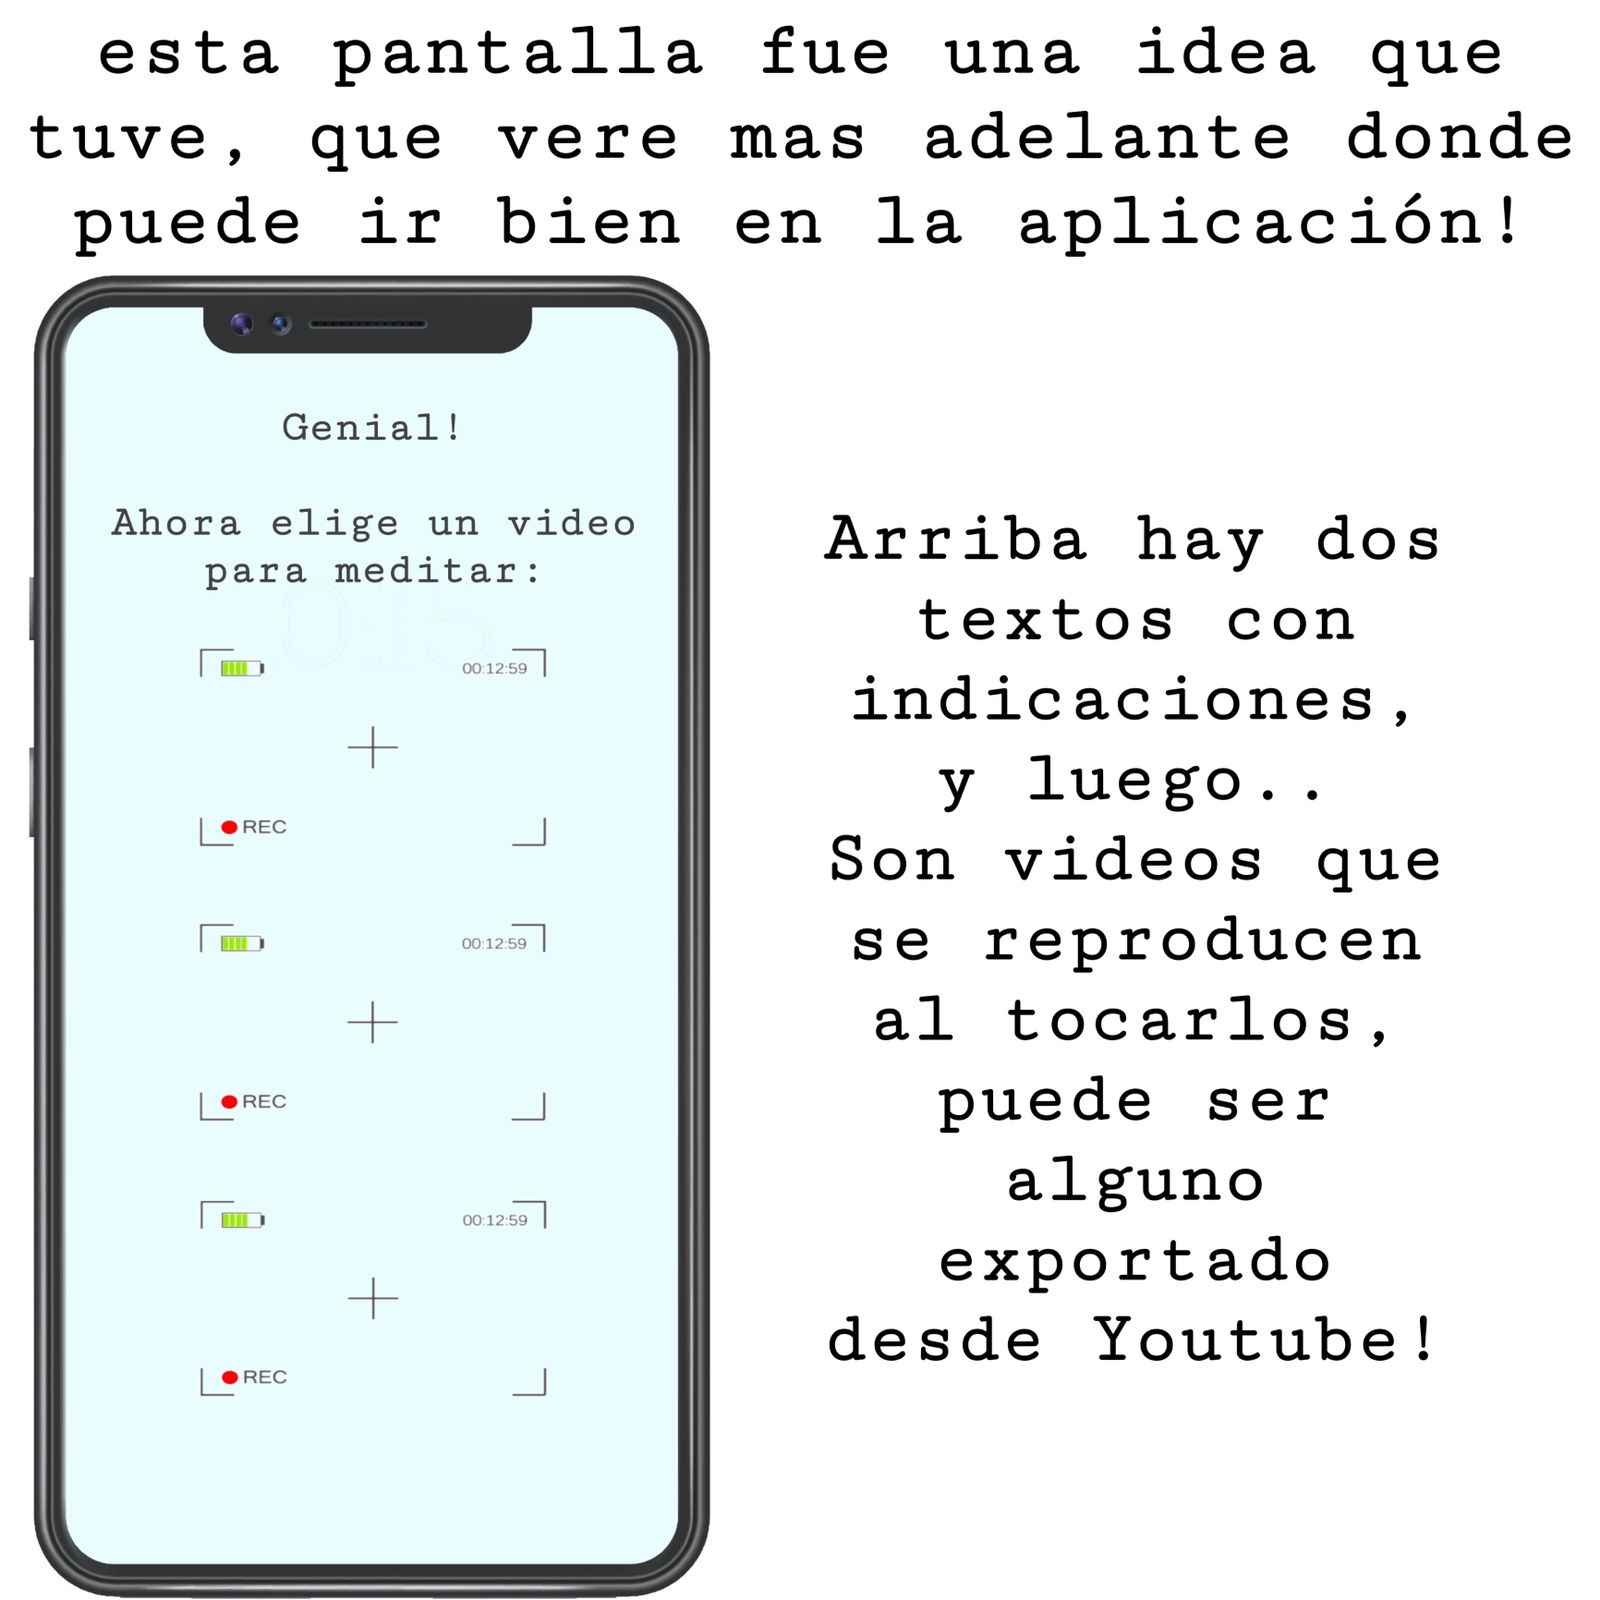 esta pantalla fue una idea que
tuve, que vere mas adelante donde
puede ir bien en la aplicación!
Genial!
Ahora elige un video
para meditar:
0:15
00:12:59
REC
00:12:59
REC
00:12:59
REC
Arriba hay dos
textos con
indicaciones,
y luego..
Son videos que
se reproducen
al tocarlos,
puede ser
alguno
exportado
desde Youtube!